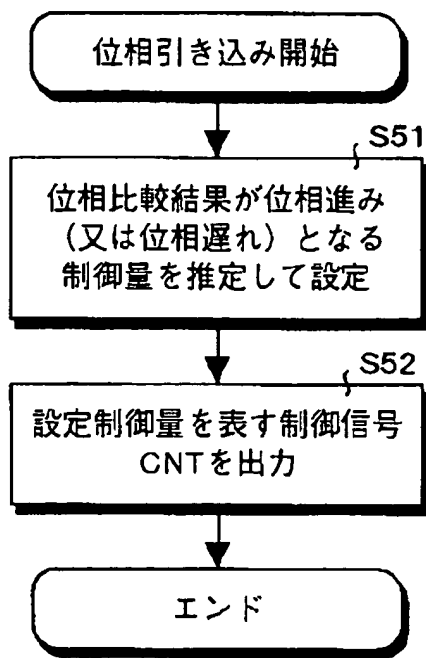 位相引き込み開始
S51
位相比較結果が位相進み
(又は位相遅れ)となる
制御量を推定して設定
S52
設定制御量を表す制御信号
CNTを出力
エンド